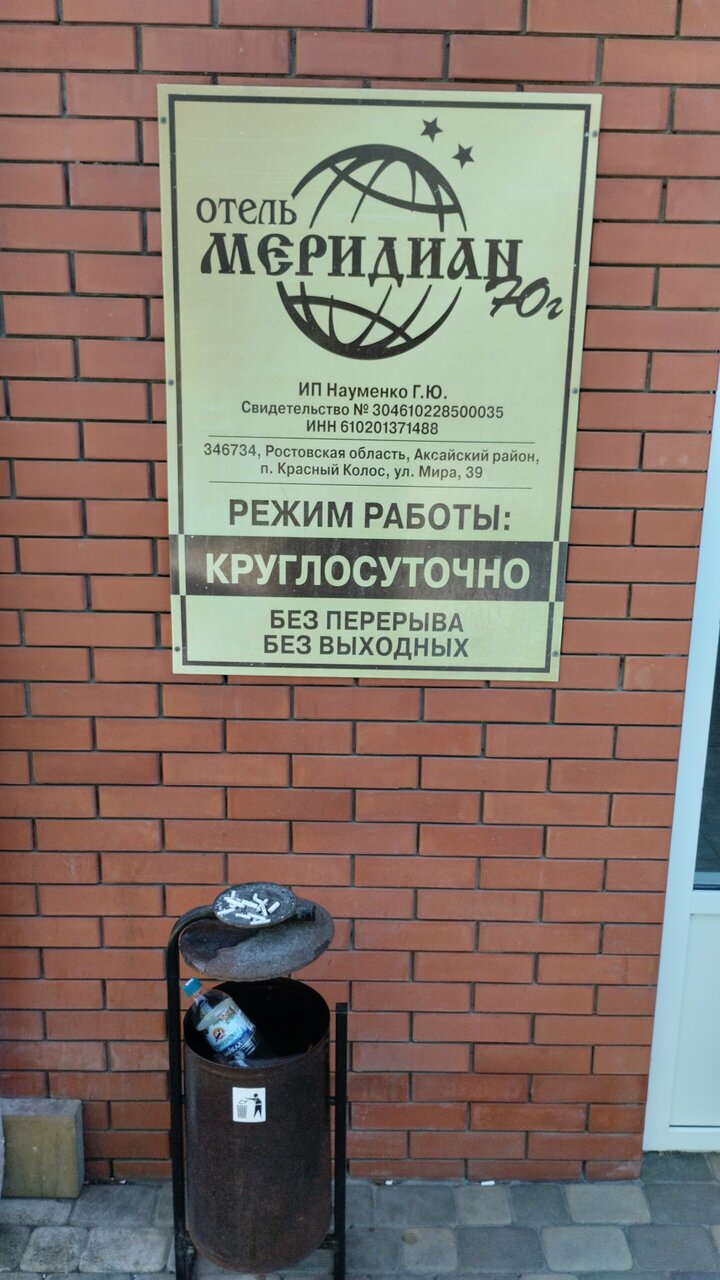 ОТЕЛЬ
МЕРИДИАН
70г
ИП Науменко Г.Ю.
Свидетельство № 304610228500035
ИНН 610201371488
346734, Ростовская область, Аксайский район,
п. Красный Колос, ул. Мира, 39
РЕЖИМ РАБОТЫ:
КРУГЛОСУТОЧНО
БЕЗ ПЕРЕРЫВА
БЕЗ ВЫХОДНЫХ